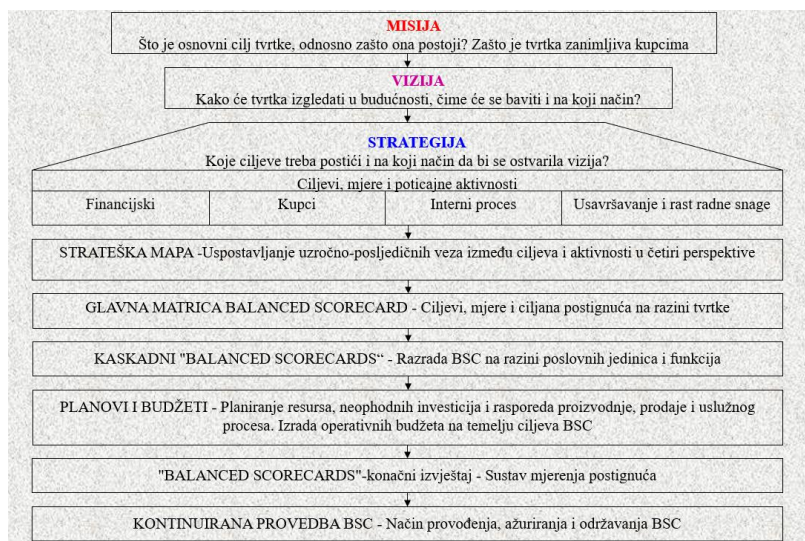 MISIJA
Što je osnovni cilj tvrtke, odnosno zašto ona postoji? Zašto je tvrtka zanimljiva kupcima
VIZIJA
Kako će tvrtka izgledati u budućnosti, čime će se baviti i na koji način?
STRATEGIJA
Koje ciljeve treba postići i na koji način da bi se ostvarila vizija?
Ciljevi, mjere i poticajne aktivnosti
Financijski Kupci Interni proces Usavršavanje i rast radne snage
STRATEŠKA MAPA -Uspostavljanje uzročno-posljedičnih veza između ciljeva i aktivnosti u četiri perspektive
GLAVNA MATRICA BALANCED SCORECARD - Ciljevi, mjere i ciljana postignuća na razini tvrtke
KASKADNI "BALANCED SCORECARDS“ - Razrada BSC na razini poslovnih jedinica i funkcija
PLANOVI I BUDŽETI - Planiranje resursa, neophodnih investicija i rasporeda proizvodnje, prodaje i uslužnog
procesa. Izrada operativnih budžeta na temelju ciljeva BSC
"BALANCED SCORECARDS"-konačni izvještaj - Sustav mjerenja postignuća
KONTINUIRANA PROVEDBA BSC - Način provođenja, ažuriranja i održavanja BSC